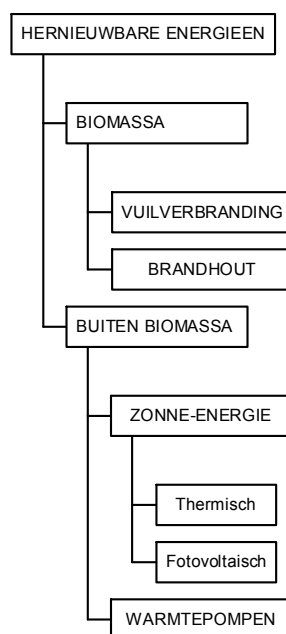 HERNIEUWBARE ENERGIEEN
BIOMASSA
VUILVERBRANDING
BRANDHOUT
BUITEN BIOMASSA
ZONNE-ENERGIE
Thermisch
Fotovoltaisch
WARMTEPOMPEN